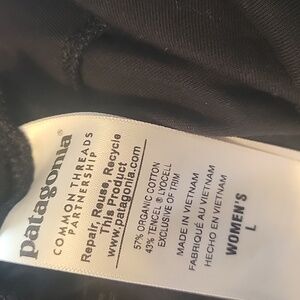 patagonia®
COMMON THREADS
PARTNERSHIP
Repair, Reuse, Recycle
This Product
www.patagonia.com
57% ORGANIC COTTON
43% TENCEL® LYOCELL
EXCLUSIVE OF TRIM
MADE IN VIETNAM
FABRIQUÉ AU VIETNAM
HECHO EN VIETNAM
WOMEN'S
L